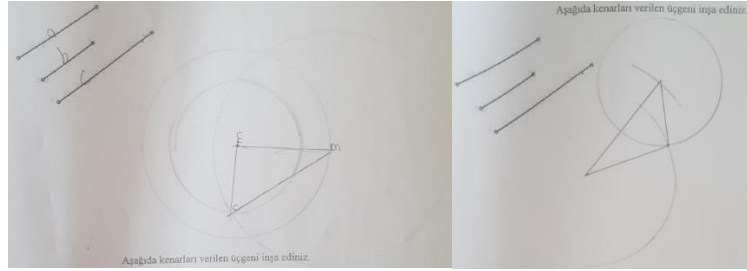 a
b
c
E
m
c
Aşağıda kenarları verilen üçgeni inşa ediniz.
Aşağıda kenarları verilen üçgeni inşa ediniz.